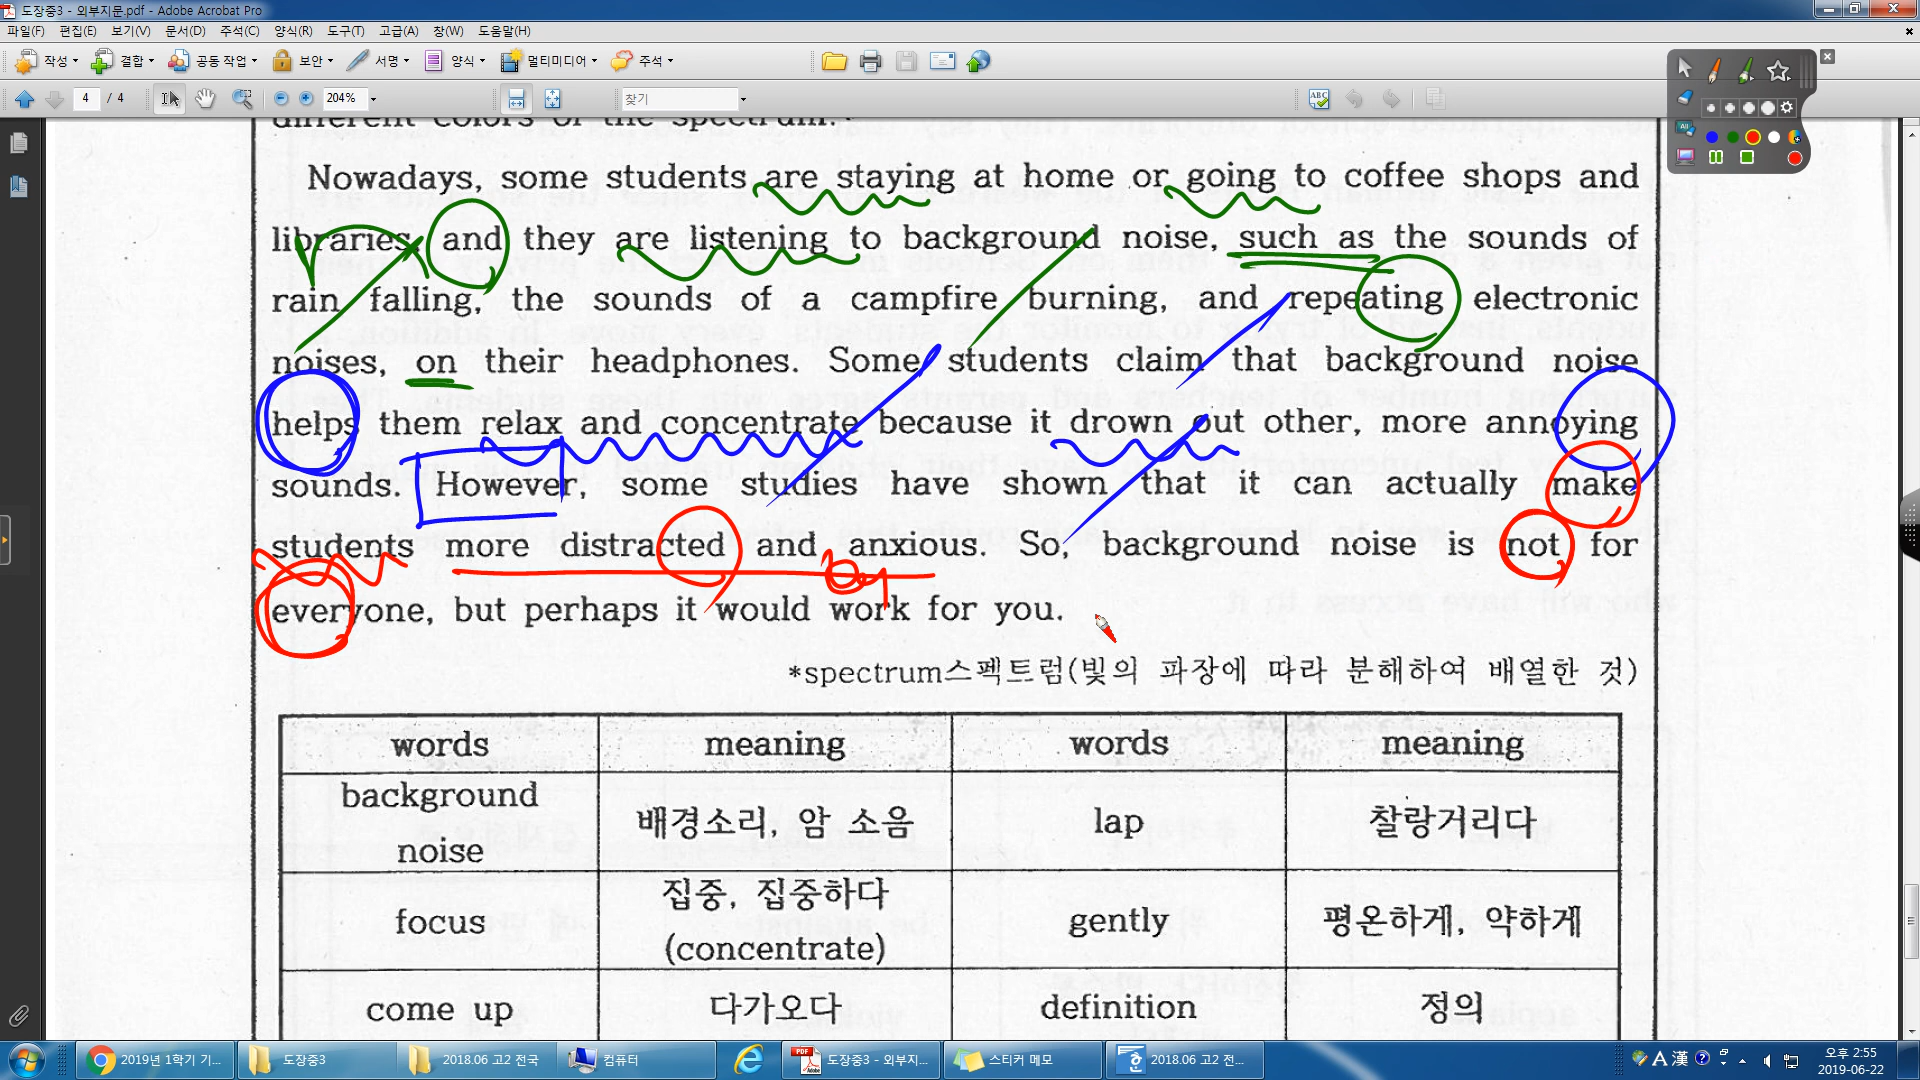 도장중3 - 외부지문.pdf - Adobe Acrobat Pro
파일(F) 편집(E) 보기(V) 문서(D) 주석(C) 양식(R) 도구(T) 고급(A) 창(W) 도움말(H)
작성 결합 공동 작업 보안 서명 양식 멀티미디어 주석
4 / 4 204% 찾기
different colors of the spectrum.*
Nowadays, some students are staying at home or going to coffee shops and
libraries, and they are listening to background noise, such as the sounds of
rain falling, the sounds of a campfire burning, and repeating electronic
noises, on their headphones. Some students claim that background noise
helps them relax and concentrate because it drown out other, more annoying
sounds. However, some studies have shown that it can actually make
students more distracted and anxious. So, background noise is not for
everyone, but perhaps it would work for you.
*spectrum스펙트럼(빛의 파장에 따라 분해하여 배열한 것)
words meaning words meaning
background noise 배경소리, 암 소음 lap 찰랑거리다
focus 집중, 집중하다 (concentrate) gently 평온하게, 약하게
come up 다가오다 definition 정의
2019년 1학기 기... 도장중3 2018.06 고2 전국 컴퓨터 도장중3 - 외부지... 스티커 메모 2018.06 고2 전... A 漢 오후 2:55
2019-06-22